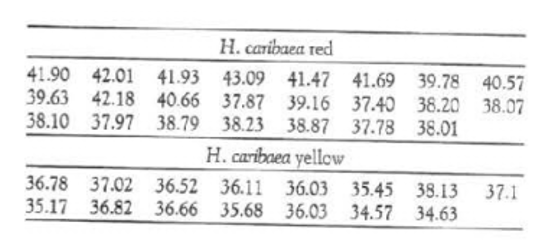 H. caribaea red
41.90 42.01 41.93 43.09 41.47 41.69 39.78 40.57
39.63 42.18 40.66 37.87 39.16 37.40 38.20 38.07
38.10 37.97 38.79 38.23 38.87 37.78 38.01
H. caribaea yellow
36.78 37.02 36.52 36.11 36.03 35.45 38.13 37.1
35.17 36.82 36.66 35.68 36.03 34.57 34.63